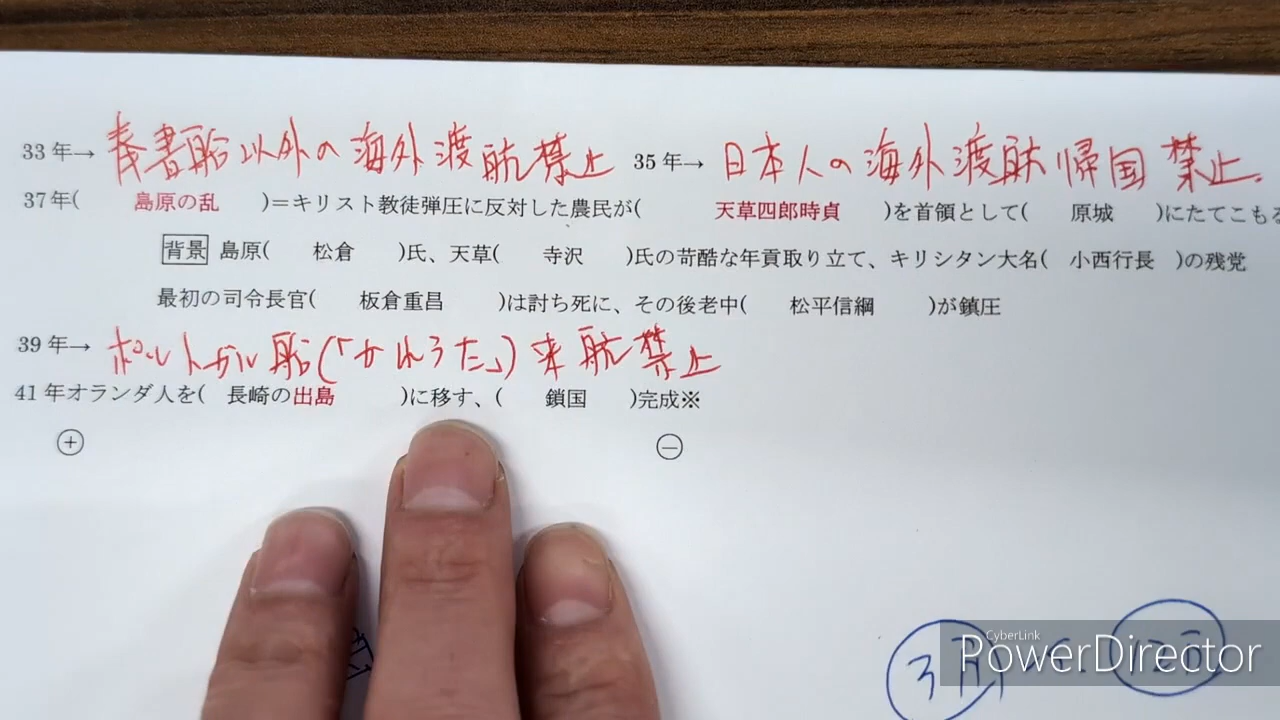 33年→ 奉書船以外の海外渡航禁止 35年→ 日本人の海外渡航帰国禁止.
37年( 島原の乱 )=キリスト教徒弾圧に反対した農民が( 天草四郎時貞 )を首領として( 原城 )にたてこもる
背景 島原( 松倉 )氏、天草( 寺沢 )氏の苛酷な年貢取り立て、キリシタン大名( 小西行長 )の残党
最初の司令長官( 板倉重昌 )は討ち死に、その後老中( 松平信綱 )が鎮圧
39年→ ポルトガル船(「かれうた」)来航禁止
41年オランダ人を( 長崎の出島 )に移す、( 鎖国 )完成※
⊕ ⊖
CyberLink
PowerDirector